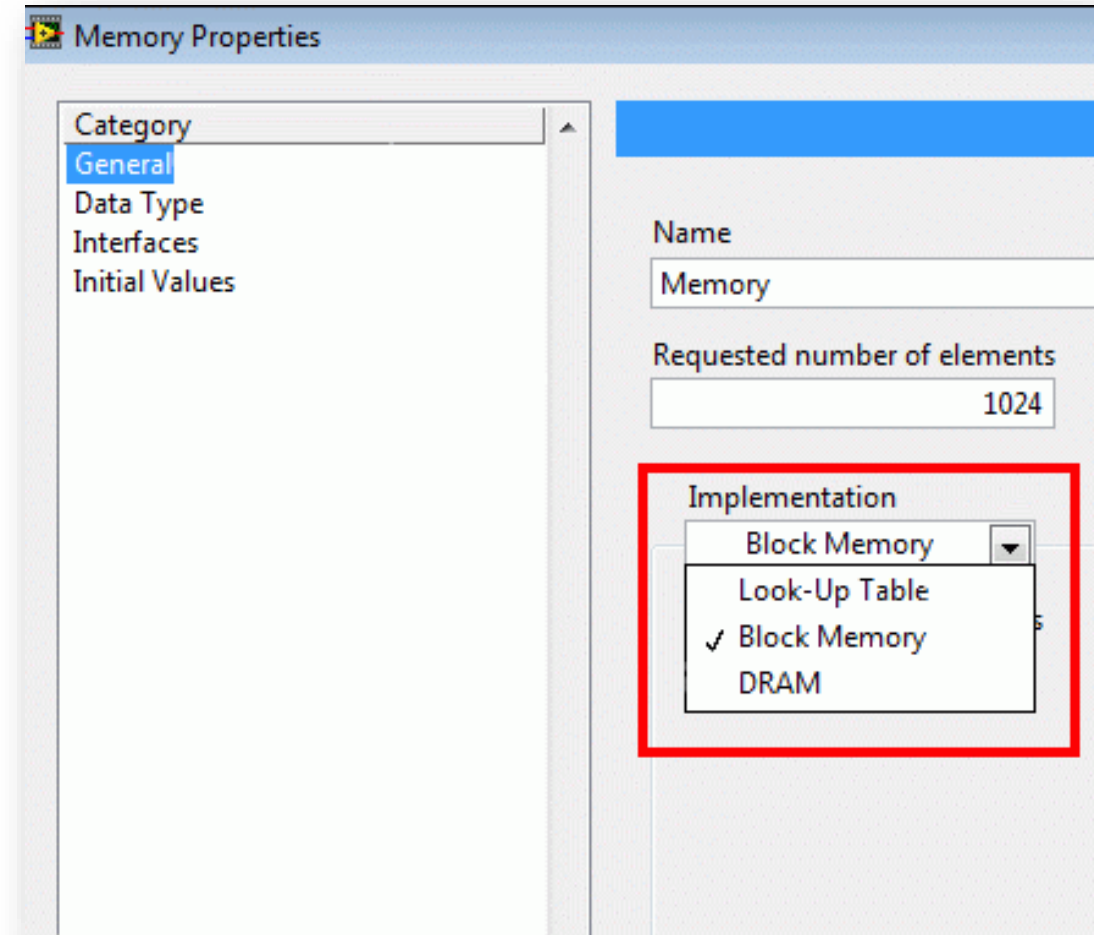 Memory Properties
Category
General
Data Type
Interfaces
Initial Values
Name
Memory
Requested number of elements
1024
Implementation
Block Memory
Look-Up Table
✓ Block Memory
DRAM